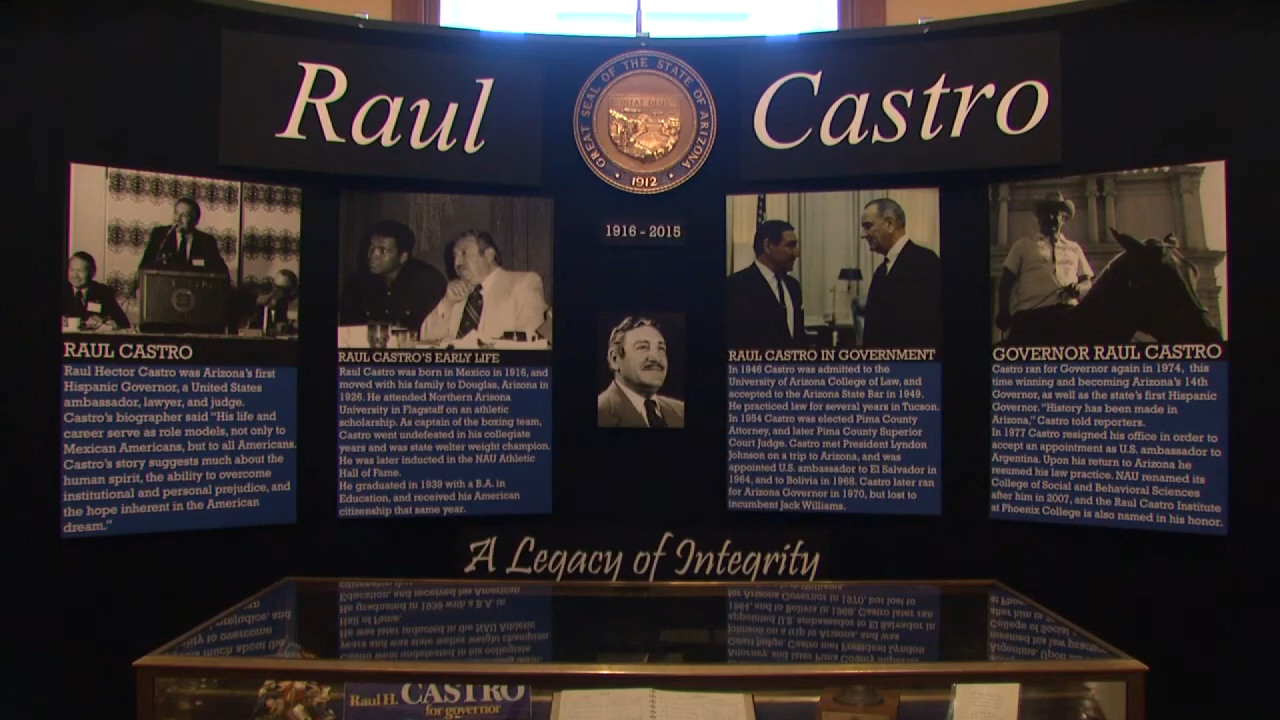 Raul
Castro
GREAT SEAL OF THE STATE OF ARIZONA
1912
1916 - 2015
RAUL CASTRO
Raul Hector Castro was Arizona's first
Hispanic Governor, a United States
ambassador, lawyer, and judge.
Castro's biographer said "His life and
career serve as role models, not only to
Mexican Americans, but to all Americans.
Castro's story suggests much about the
human spirit, the ability to overcome
institutional and personal prejudice, and
the hope inherent in the American
dream."
RAUL CASTRO'S EARLY LIFE
Raul Castro was born in Mexico in 1916, and
moved with his family to Douglas, Arizona in
1926. He attended Northern Arizona
University in Flagstaff on an athletic
scholarship. As captain of the boxing team,
Castro went undefeated in his collegiate
years and was state welter weight champion.
He was later inducted in the NAU Athletic
Hall of Fame.
He graduated in 1939 with a B.A. in
Education, and received his American
citizenship that same year.
RAUL CASTRO IN GOVERNMENT
In 1946 Castro was admitted to the
University of Arizona College of Law, and
accepted to the Arizona State Bar in 1949.
He practiced law for several years in Tucson.
In 1954 Castro was elected Pima County
Attorney, and later Pima County Superior
Court Judge. Castro met President Lyndon
Johnson on a trip to Arizona, and was
appointed U.S. ambassador to El Salvador in
1964, and to Bolivia in 1968. Castro later ran
for Arizona Governor in 1970, but lost to
incumbent Jack Williams.
GOVERNOR RAUL CASTRO
Castro ran for Governor again in 1974, this
time winning and becoming Arizona's 14th
Governor, as well as the state's first Hispanic
Governor. "History has been made in
Arizona," Castro told reporters.
In 1977 Castro resigned his office in order to
accept an appointment as U.S. ambassador to
Argentina. Upon his return to Arizona he
resumed his law practice. NAU renamed its
College of Social and Behavioral Sciences
after him in 2007, and the Raul Castro Institute
at Phoenix College is also named in his honor.
A Legacy of Integrity
Raul H. CASTRO
for governor